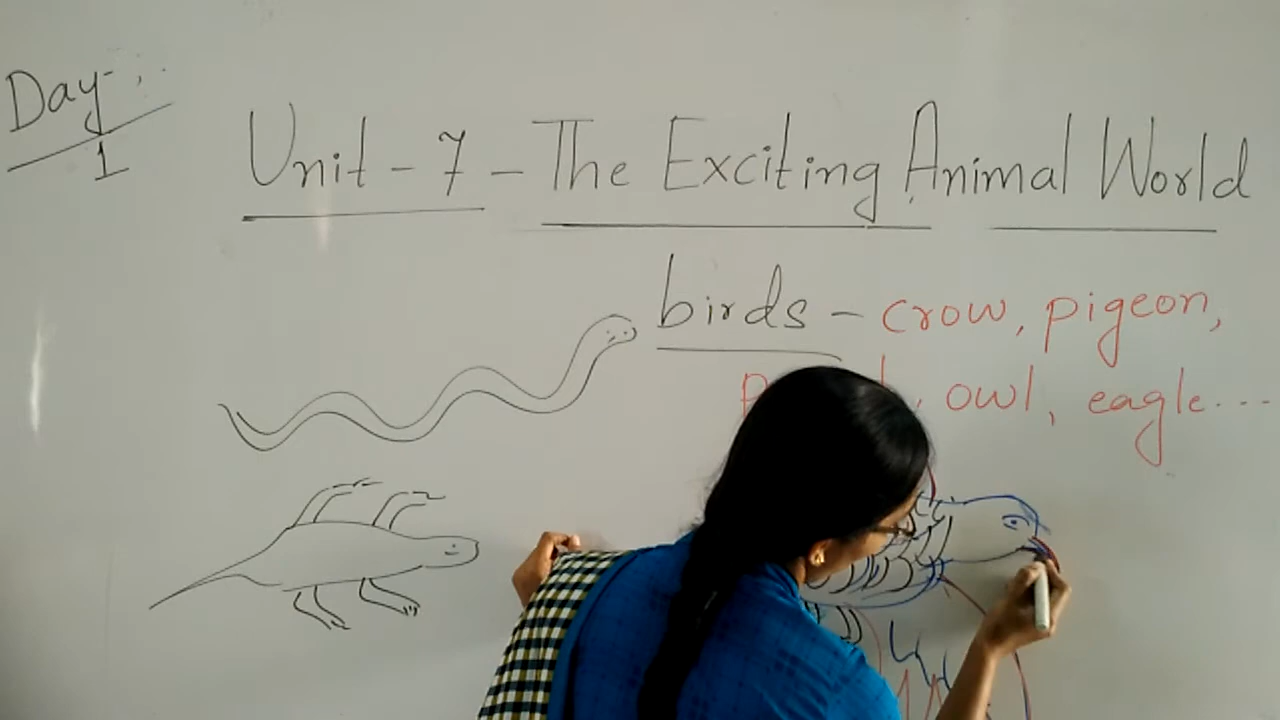 Day-
1
Unit - 7 - The Exciting Animal World
birds - crow, pigeon,
owl, eagle...